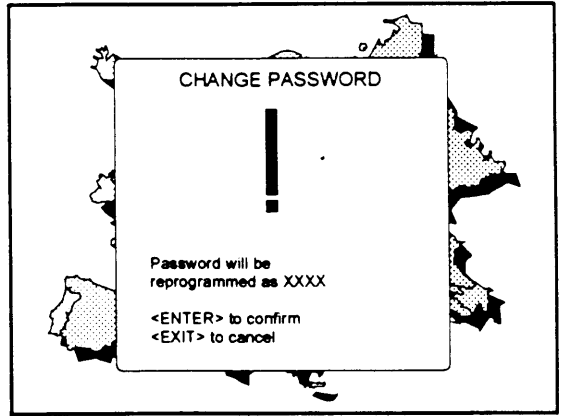 CHANGE PASSWORD
!
Password will be
reprogrammed as XXXX
<ENTER> to confirm
<EXIT> to cancel